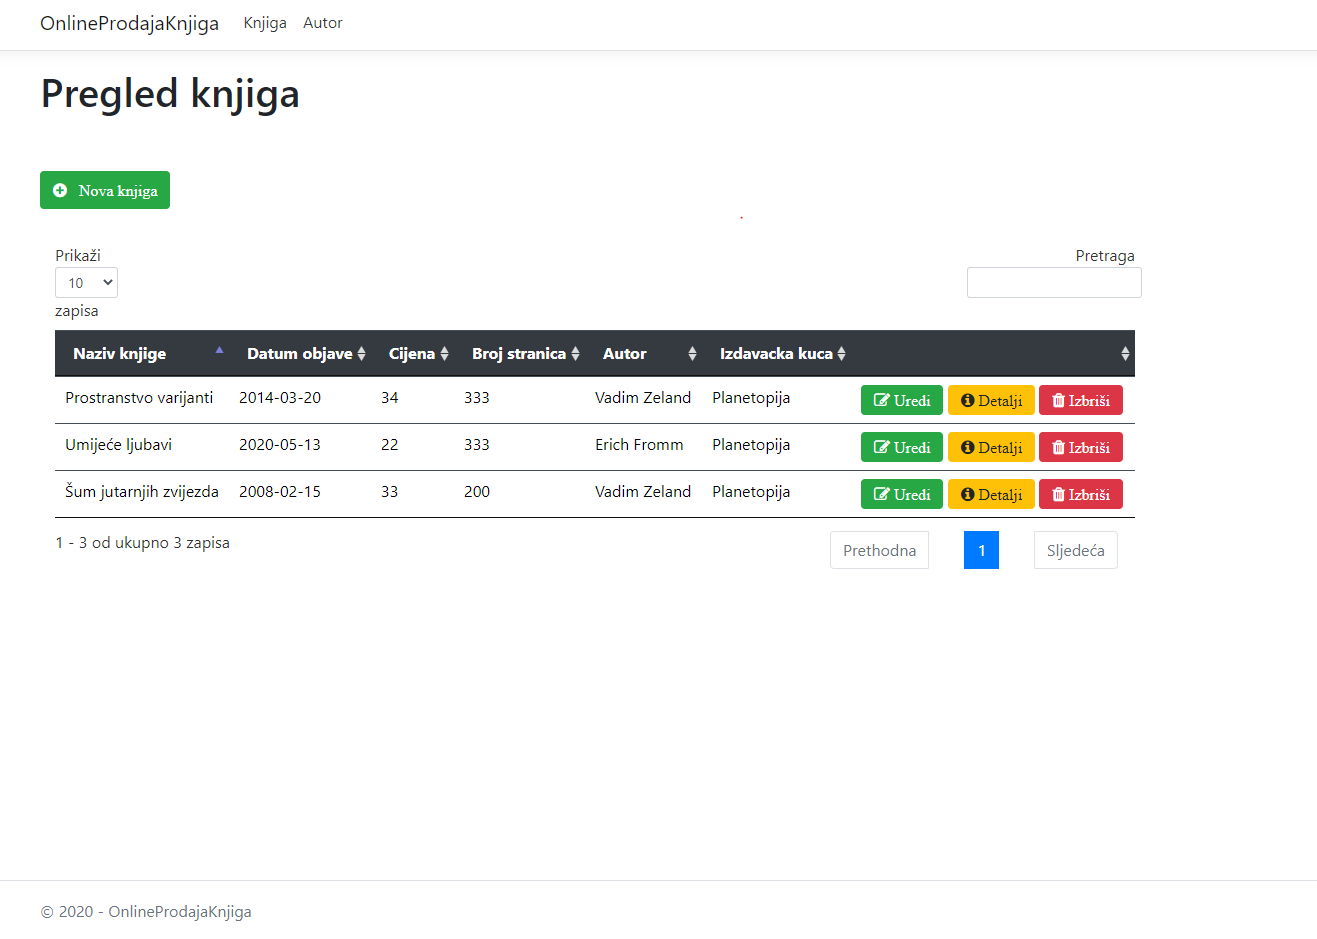 OnlineProdajaKnjiga Knjiga Autor
Pregled knjiga
Nova knjiga
Prikaži
Pretraga
10
zapisa
Naziv knjige Datum objave Cijena Broj stranica Autor Izdavacka kuca
Prostranstvo varijanti 2014-03-20 34 333 Vadim Zeland Planetopija Uredi Detalji Izbriši
Umijeće ljubavi 2020-05-13 22 333 Erich Fromm Planetopija Uredi Detalji Izbriši
Šum jutarnjih zvijezda 2008-02-15 33 200 Vadim Zeland Planetopija Uredi Detalji Izbriši
1 - 3 od ukupno 3 zapisa
Prethodna 1 Sljedeća
© 2020 - OnlineProdajaKnjiga